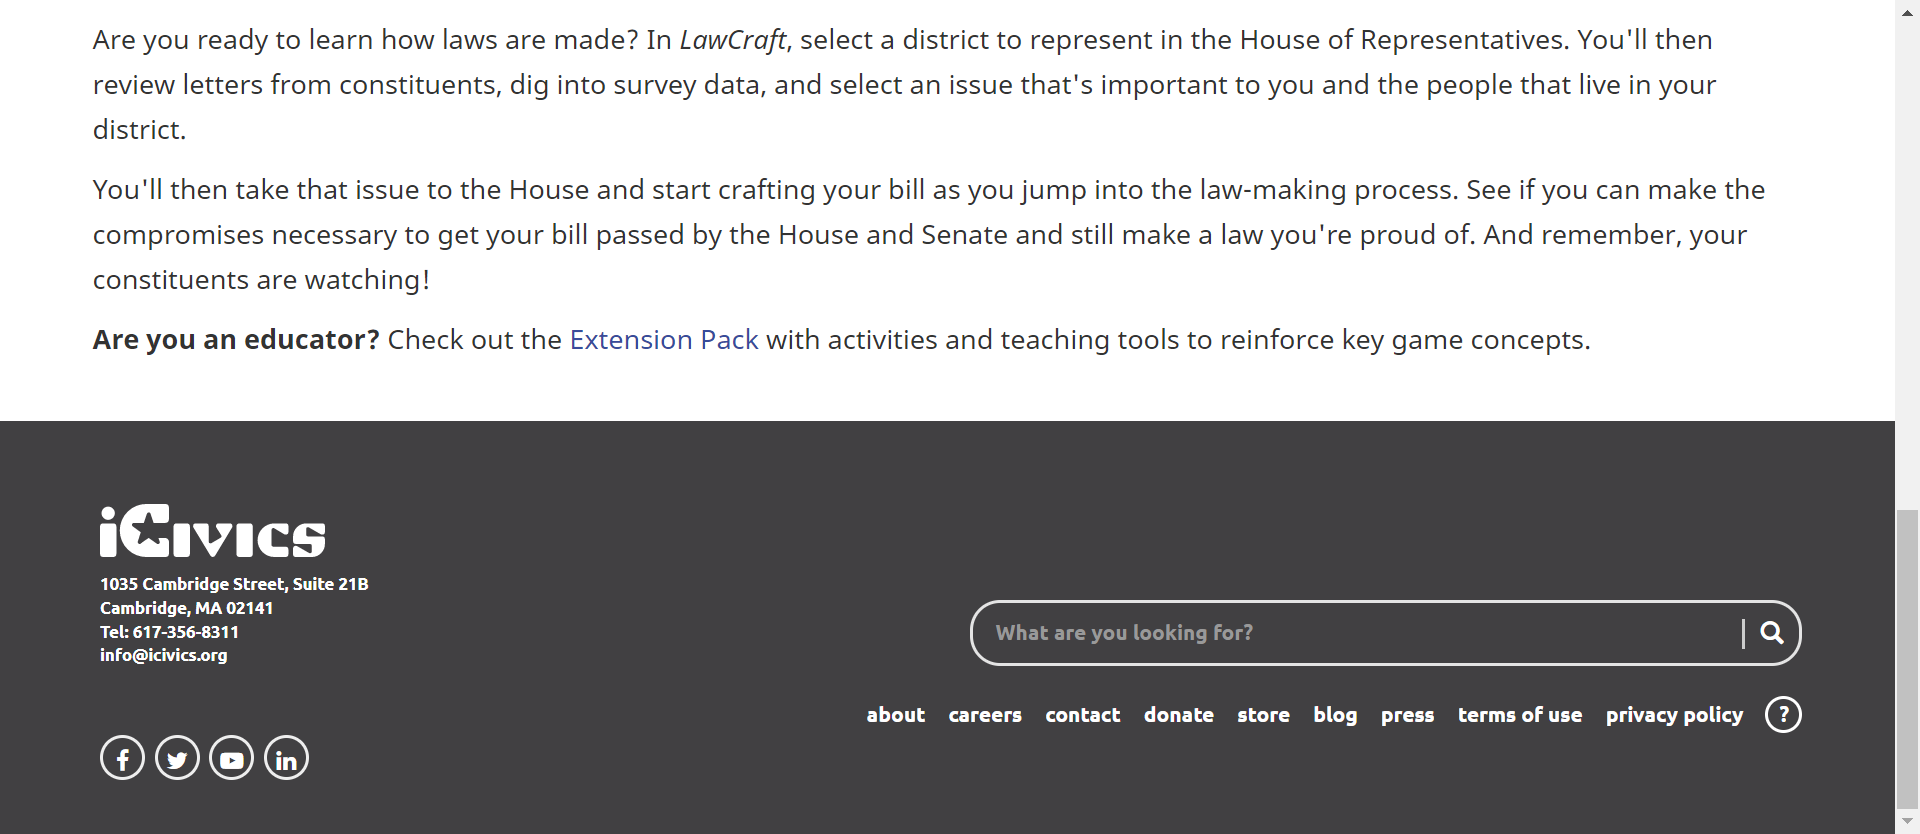 Are you ready to learn how laws are made? In LawCraft, select a district to represent in the House of Representatives. You'll then
review letters from constituents, dig into survey data, and select an issue that's important to you and the people that live in your
district.
You'll then take that issue to the House and start crafting your bill as you jump into the law-making process. See if you can make the
compromises necessary to get your bill passed by the House and Senate and still make a law you're proud of. And remember, your
constituents are watching!
Are you an educator? Check out the Extension Pack with activities and teaching tools to reinforce key game concepts.
iCivics
1035 Cambridge Street, Suite 21B
Cambridge, MA 02141
Tel: 617-356-8311
info@icivics.org
What are you looking for?
about careers contact donate store blog press terms of use privacy policy ?